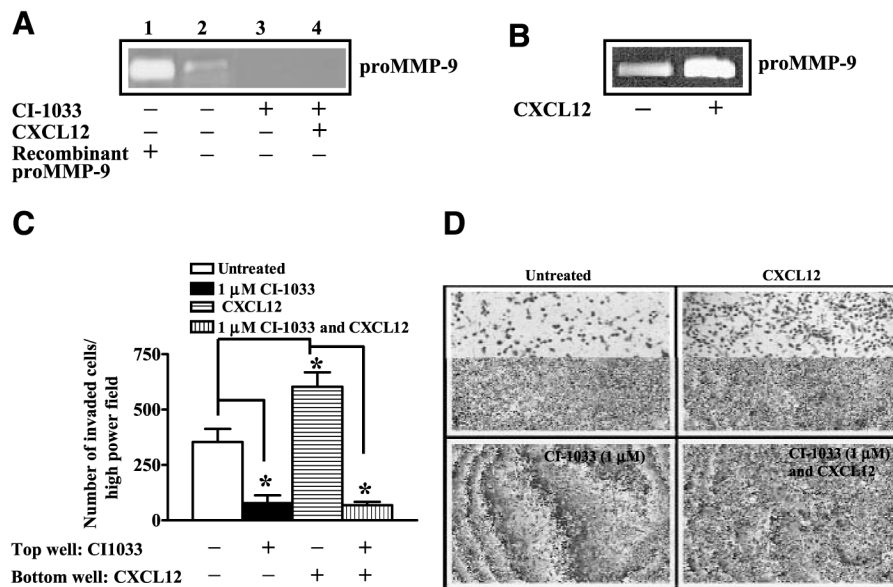 A
1 2 3 4
proMMP-9
CI-1033 – – + +
CXCL12 – – – +
Recombinant + – – –
proMMP-9
B
proMMP-9
CXCL12 – +
C
Untreated
1 μM CI-1033
CXCL12
1 μM CI-1033 and CXCL12
Number of invaded cells/
high power field
750
500
250
0
* * *
Top well: CI1033 – + – +
Bottom well: CXCL12 – – + +
D
Untreated CXCL12
CI-1033 (1 μM)
CI-1033 (1 μM)
and CXCL12